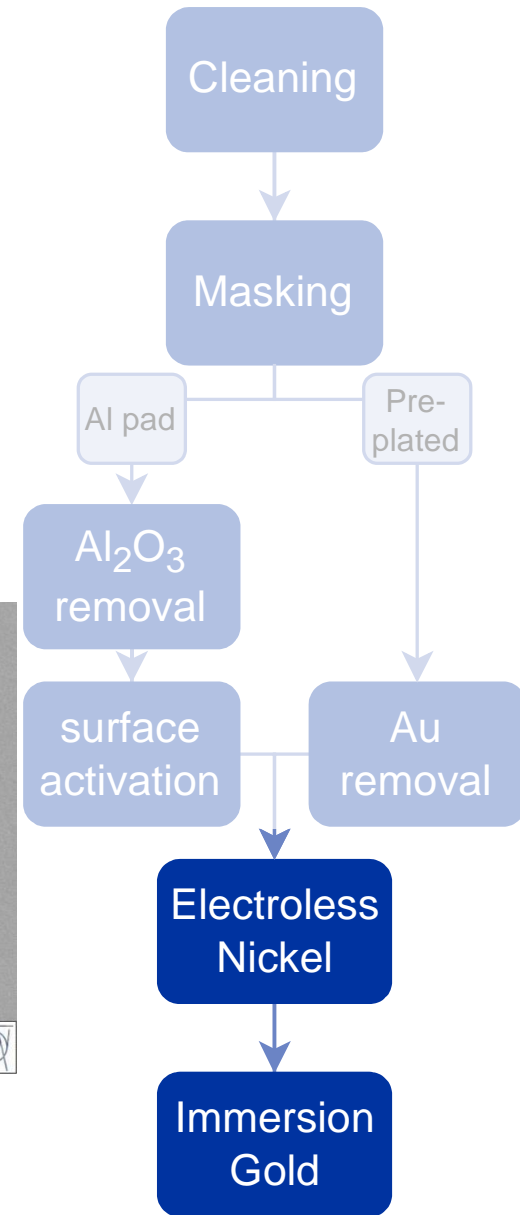 Cleaning
Masking
Al pad
Pre-
plated
Al₂O₃
removal
surface
activation
Au
removal
Electroless
Nickel
Immersion
Gold